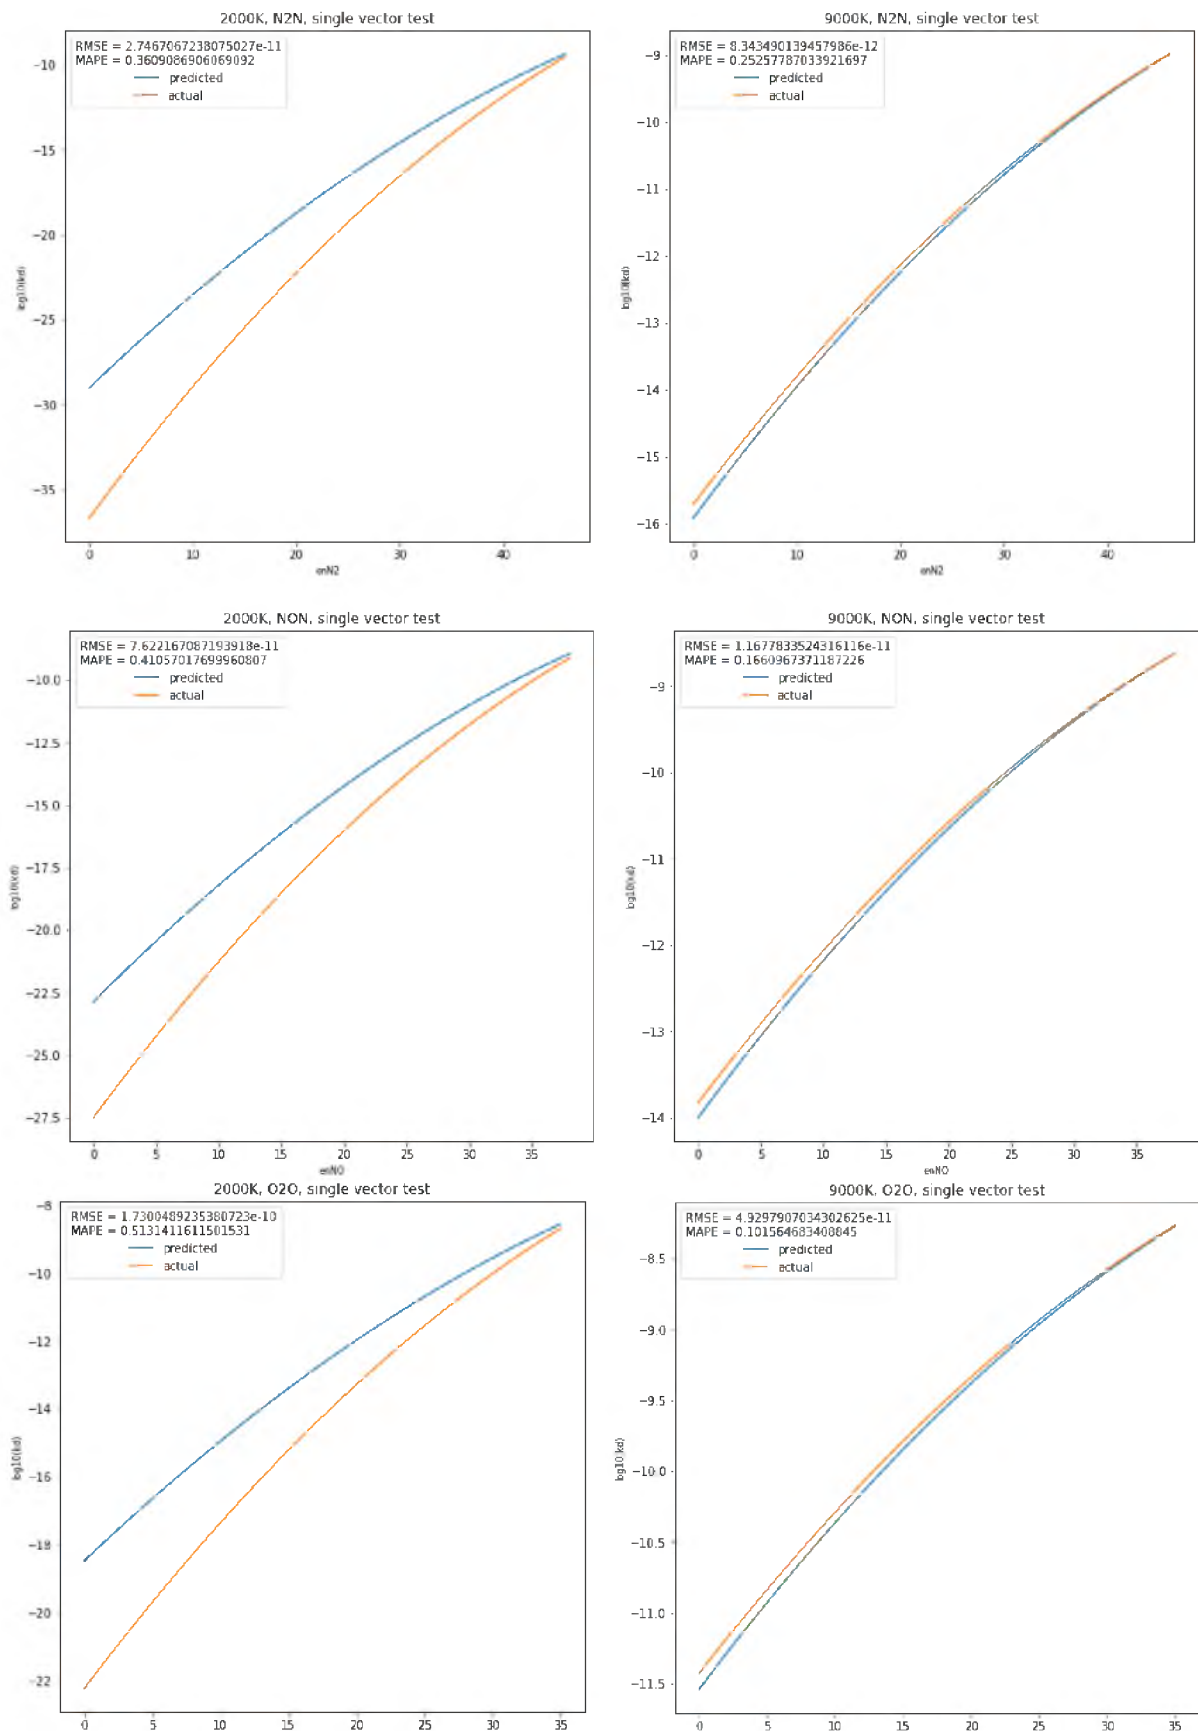 2000K, N2N, single vector test
RMSE = 2.7467067238075027e-11
MAPE = 0.3609086906069092
predicted
actual
−10
−15
−20
−25
−30
−35
log10(kd)
0 10 20 30 40
enN2
9000K, N2N, single vector test
RMSE = 8.343490139457986e-12
MAPE = 0.25257787033921697
predicted
actual
−9
−10
−11
−12
−13
−14
−15
−16
log10(kd)
0 10 20 30 40
enN2
2000K, NON, single vector test
RMSE = 7.622167087193918e-11
MAPE = 0.41057017699960807
predicted
actual
−10.0
−12.5
−15.0
−17.5
−20.0
−22.5
−25.0
−27.5
log10(kd)
0 5 10 15 20 25 30 35
enNO
9000K, NON, single vector test
RMSE = 1.1677833524316116e-11
MAPE = 0.1660967371187226
predicted
actual
−9
−10
−11
−12
−13
−14
log10(kd)
0 5 10 15 20 25 30 35
enNO
2000K, O2O, single vector test
RMSE = 1.7300489235380723e-10
MAPE = 0.5131411611501531
predicted
actual
−8
−10
−12
−14
−16
−18
−20
−22
log10(kd)
0 5 10 15 20 25 30 35
9000K, O2O, single vector test
RMSE = 4.9297907034302625e-11
MAPE = 0.101564683408845
predicted
actual
−8.5
−9.0
−9.5
−10.0
−10.5
−11.0
−11.5
log10(kd)
0 5 10 15 20 25 30 35